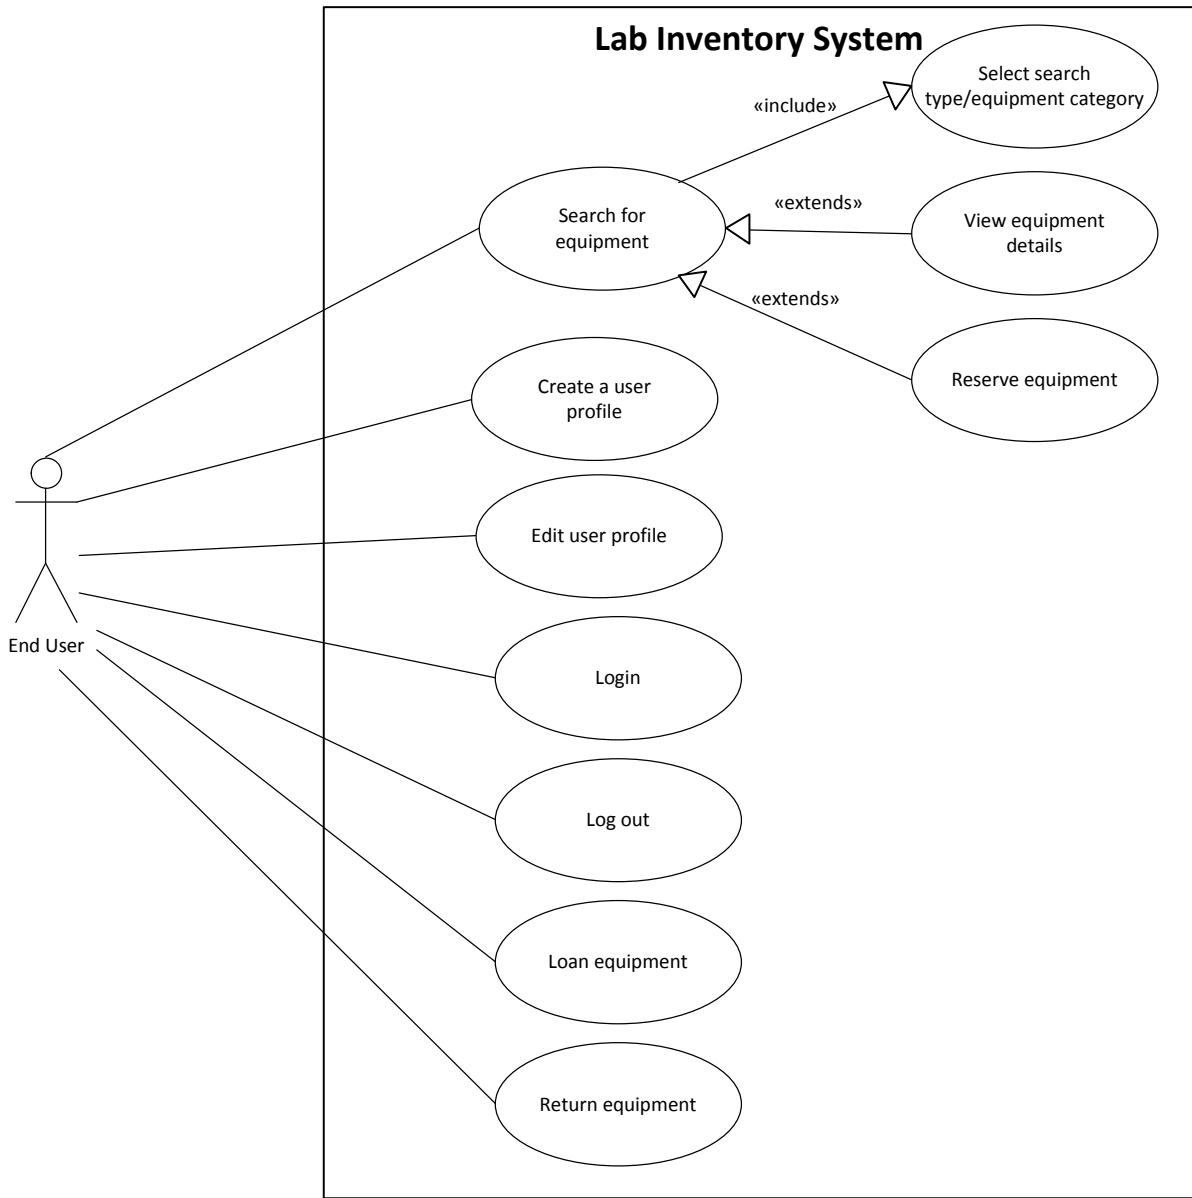 Lab Inventory System
Select search
type/equipment category
«include»
Search for
equipment
«extends»
View equipment
details
«extends»
Reserve equipment
Create a user
profile
Edit user profile
End User
Login
Log out
Loan equipment
Return equipment